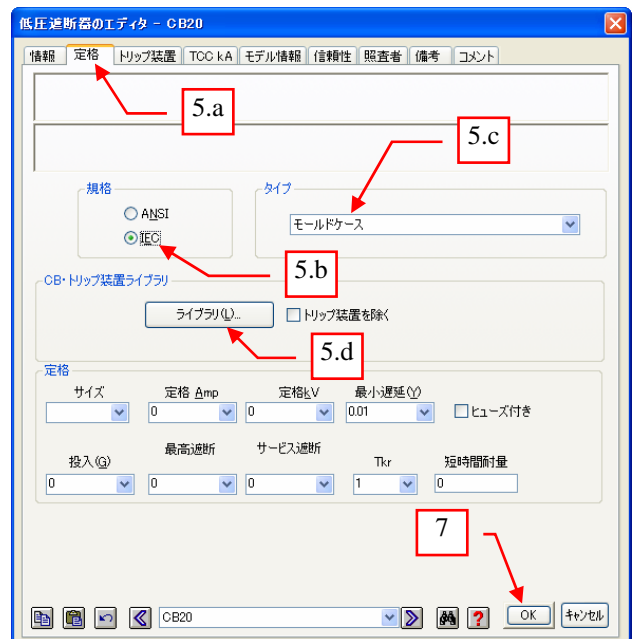 低圧遮断器のエディタ - CB20
情報 定格 トリップ装置 TCC kA モデル情報 信頼性 照査者 備考 コメント
5.a
5.c
規格
タイプ
ANSI
モールドケース
IEC
5.b
CB・トリップ装置ライブラリ
ライブラリ(L)... トリップ装置を除く
5.d
定格
サイズ 定格 Amp 定格kV 最小遅延(Y)
0 0 0.01 ヒューズ付き
投入(G) 最高遮断 サービス遮断 Tkr 短時間耐量
0 0 0 1 0
7
CB20 ? OK キャンセル